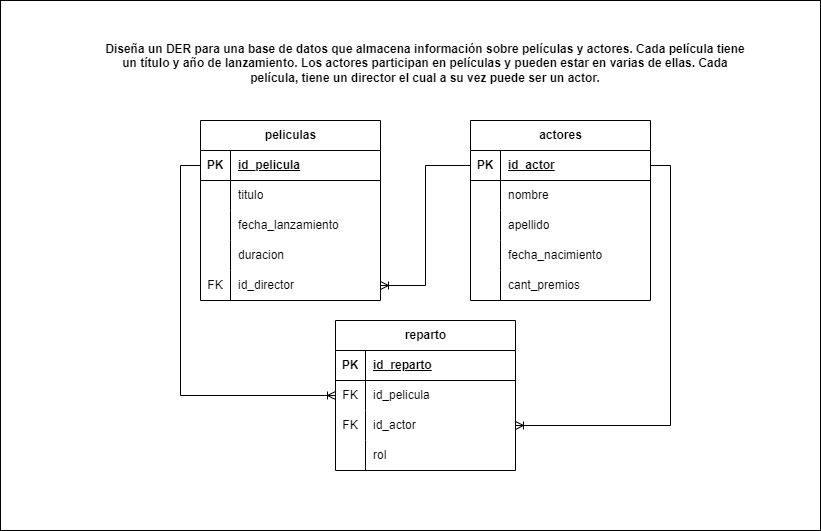 Diseña un DER para una base de datos que almacena información sobre películas y actores. Cada película tiene
un título y año de lanzamiento. Los actores participan en películas y pueden estar en varias de ellas. Cada
película, tiene un director el cual a su vez puede ser un actor.
peliculas
PK id_pelicula
titulo
fecha_lanzamiento
duracion
FK id_director
actores
PK id_actor
nombre
apellido
fecha_nacimiento
cant_premios
reparto
PK id_reparto
FK id_pelicula
FK id_actor
rol